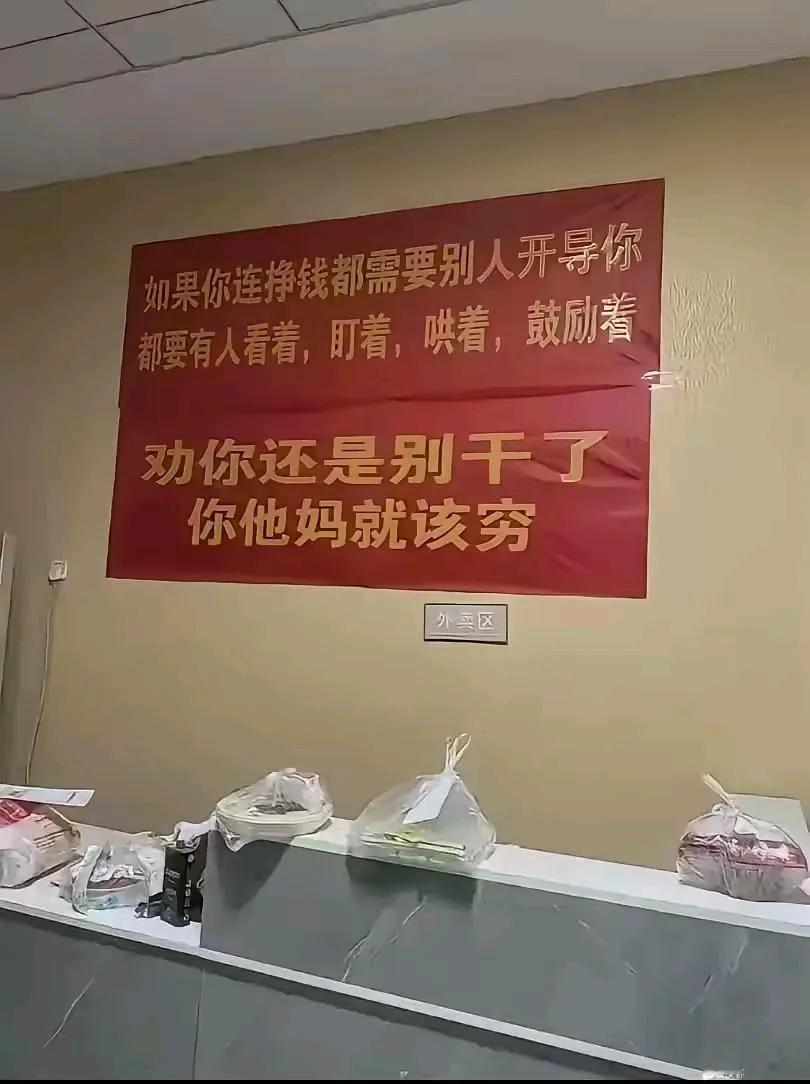 如果你连挣钱都需要别人开导你
都要有人看着，盯着，哄着，鼓励着
劝你还是别干了
你他妈就该穷
外卖区